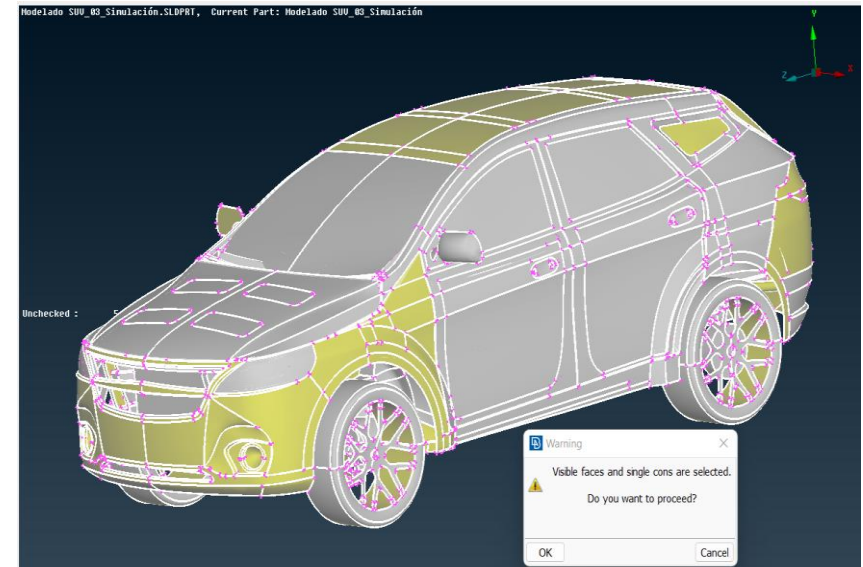 Modelado SUV_03_Simulación.SLDPRT, Current Part: Modelado SUV_03_Simulación
Y
Z
X
Unchecked :
Warning
Visible faces and single cons are selected.
Do you want to proceed?
OK
Cancel